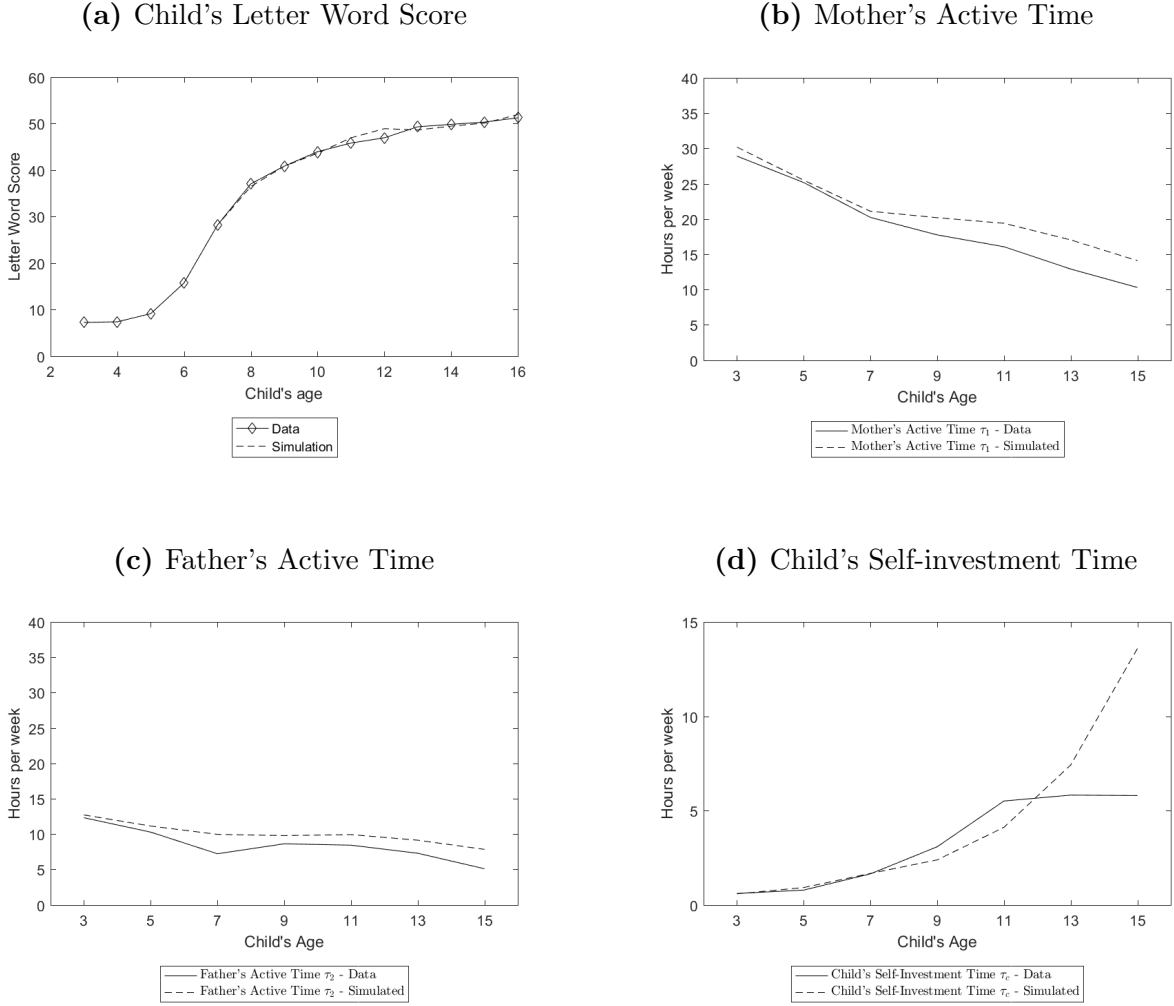 (a) Child's Letter Word Score
60
50
40
30
20
10
0
Letter Word Score
2 4 6 8 10 12 14 16
Child's age
Data
Simulation
(b) Mother's Active Time
40
35
30
25
20
15
10
5
0
Hours per week
3 5 7 9 11 13 15
Child's Age
Mother's Active Time τ₁ - Data
Mother's Active Time τ₁ - Simulated
(c) Father's Active Time
40
35
30
25
20
15
10
5
0
Hours per week
3 5 7 9 11 13 15
Child's Age
Father's Active Time τ₂ - Data
Father's Active Time τ₂ - Simulated
(d) Child's Self-investment Time
15
10
5
0
Hours per week
3 5 7 9 11 13 15
Child's Age
Child's Self-Investment Time τ_c - Data
Child's Self-Investment Time τ_c - Simulated